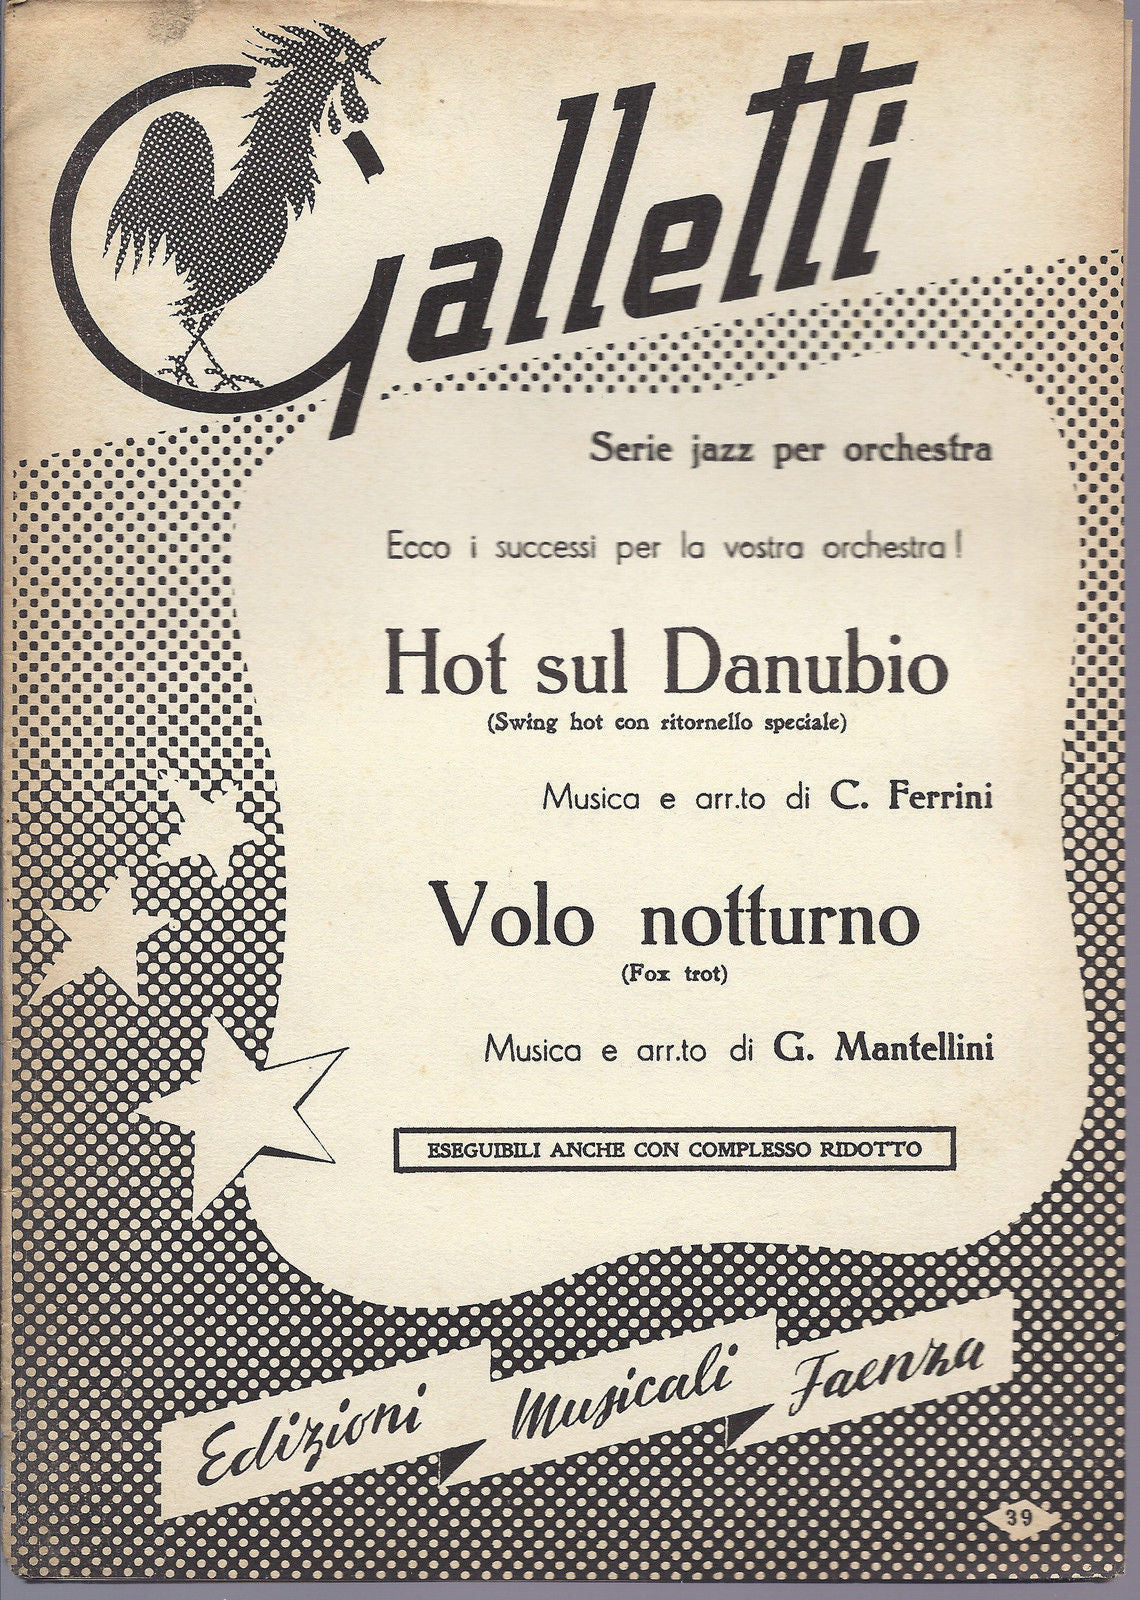 Galletti
Serie jazz per orchestra
Ecco i successi per la vostra orchestra!
Hot sul Danubio
(Swing hot con ritornello speciale)
Musica e arr.to di C. Ferrini
Volo notturno
(Fox trot)
Musica e arr.to di G. Mantellini
ESEGUIBILI ANCHE CON COMPLESSO RIDOTTO
Edizioni Musicali Faenza
39